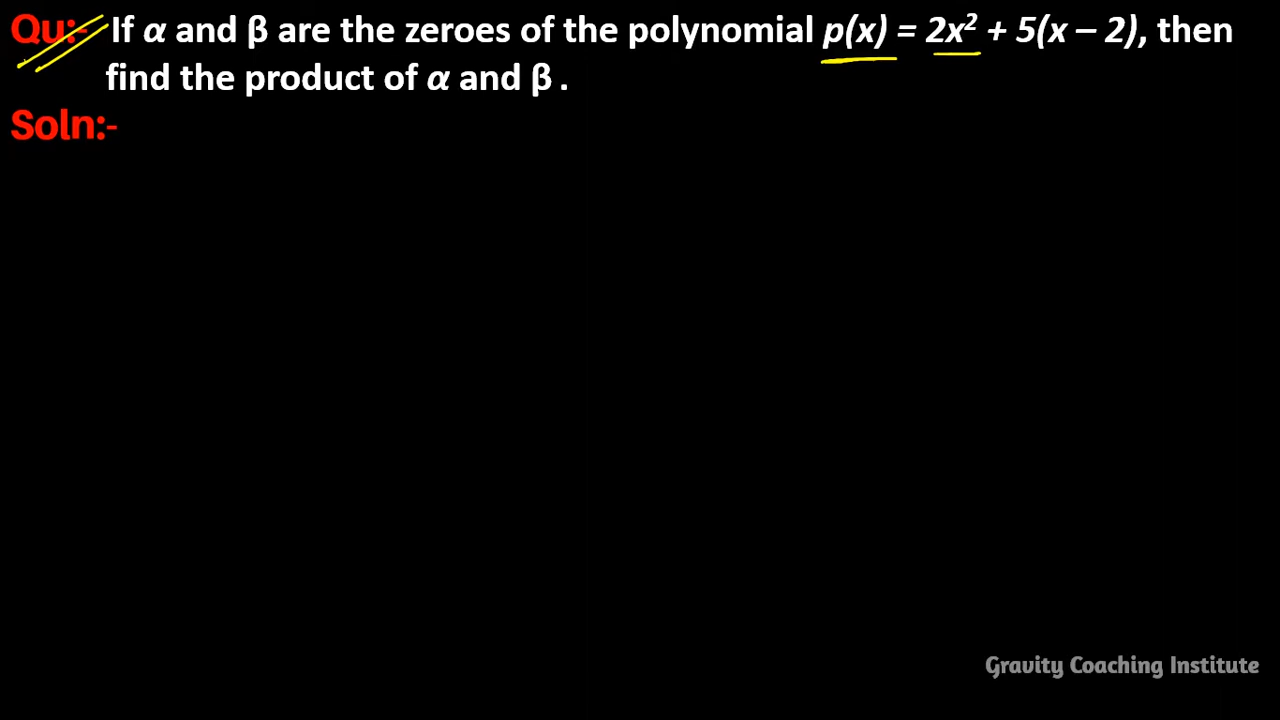 Qu:- If α and β are the zeroes of the polynomial p(x) = 2x² + 5(x – 2), then
find the product of α and β .
Soln:-
Gravity Coaching Institute